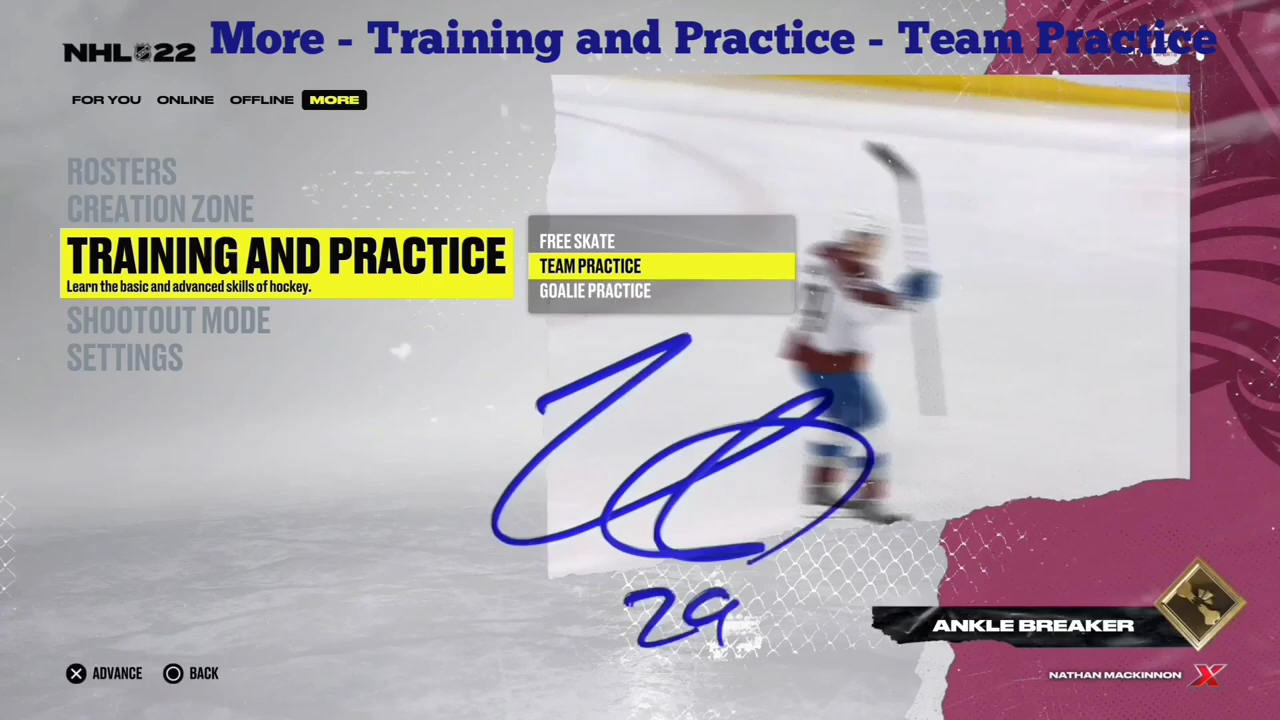 More - Training and Practice - Team Practice
NHL 22
FOR YOU ONLINE OFFLINE MORE
ROSTERS
CREATION ZONE
TRAINING AND PRACTICE
Learn the basic and advanced skills of hockey.
FREE SKATE
TEAM PRACTICE
GOALIE PRACTICE
SHOOTOUT MODE
SETTINGS
29
ANKLE BREAKER
ADVANCE BACK
NATHAN MACKINNON X